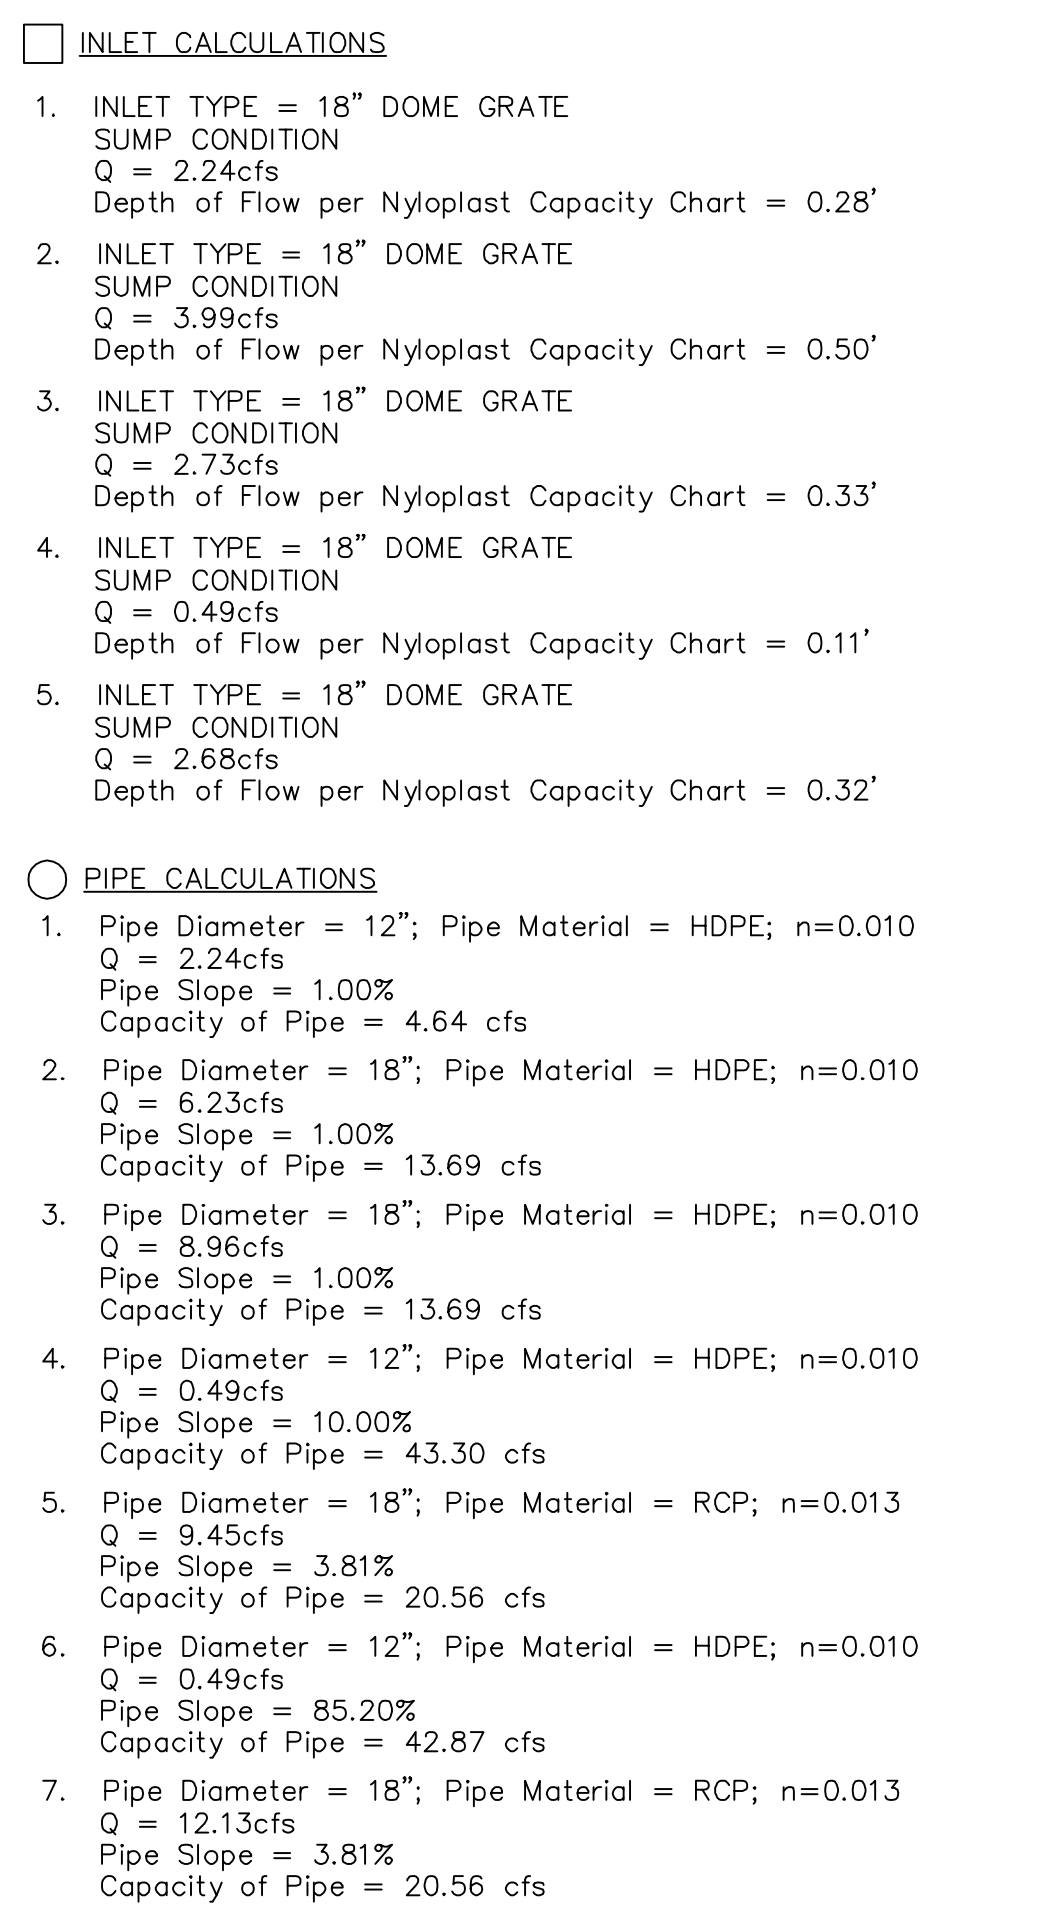 INLET CALCULATIONS
1. INLET TYPE = 18” DOME GRATE
SUMP CONDITION
Q = 2.24cfs
Depth of Flow per Nyloplast Capacity Chart = 0.28’
2. INLET TYPE = 18” DOME GRATE
SUMP CONDITION
Q = 3.99cfs
Depth of Flow per Nyloplast Capacity Chart = 0.50’
3. INLET TYPE = 18” DOME GRATE
SUMP CONDITION
Q = 2.73cfs
Depth of Flow per Nyloplast Capacity Chart = 0.33’
4. INLET TYPE = 18” DOME GRATE
SUMP CONDITION
Q = 0.49cfs
Depth of Flow per Nyloplast Capacity Chart = 0.11’
5. INLET TYPE = 18” DOME GRATE
SUMP CONDITION
Q = 2.68cfs
Depth of Flow per Nyloplast Capacity Chart = 0.32’
PIPE CALCULATIONS
1. Pipe Diameter = 12”; Pipe Material = HDPE; n=0.010
Q = 2.24cfs
Pipe Slope = 1.00%
Capacity of Pipe = 4.64 cfs
2. Pipe Diameter = 18”; Pipe Material = HDPE; n=0.010
Q = 6.23cfs
Pipe Slope = 1.00%
Capacity of Pipe = 13.69 cfs
3. Pipe Diameter = 18”; Pipe Material = HDPE; n=0.010
Q = 8.96cfs
Pipe Slope = 1.00%
Capacity of Pipe = 13.69 cfs
4. Pipe Diameter = 12”; Pipe Material = HDPE; n=0.010
Q = 0.49cfs
Pipe Slope = 10.00%
Capacity of Pipe = 43.30 cfs
5. Pipe Diameter = 18”; Pipe Material = RCP; n=0.013
Q = 9.45cfs
Pipe Slope = 3.81%
Capacity of Pipe = 20.56 cfs
6. Pipe Diameter = 12”; Pipe Material = HDPE; n=0.010
Q = 0.49cfs
Pipe Slope = 85.20%
Capacity of Pipe = 42.87 cfs
7. Pipe Diameter = 18”; Pipe Material = RCP; n=0.013
Q = 12.13cfs
Pipe Slope = 3.81%
Capacity of Pipe = 20.56 cfs